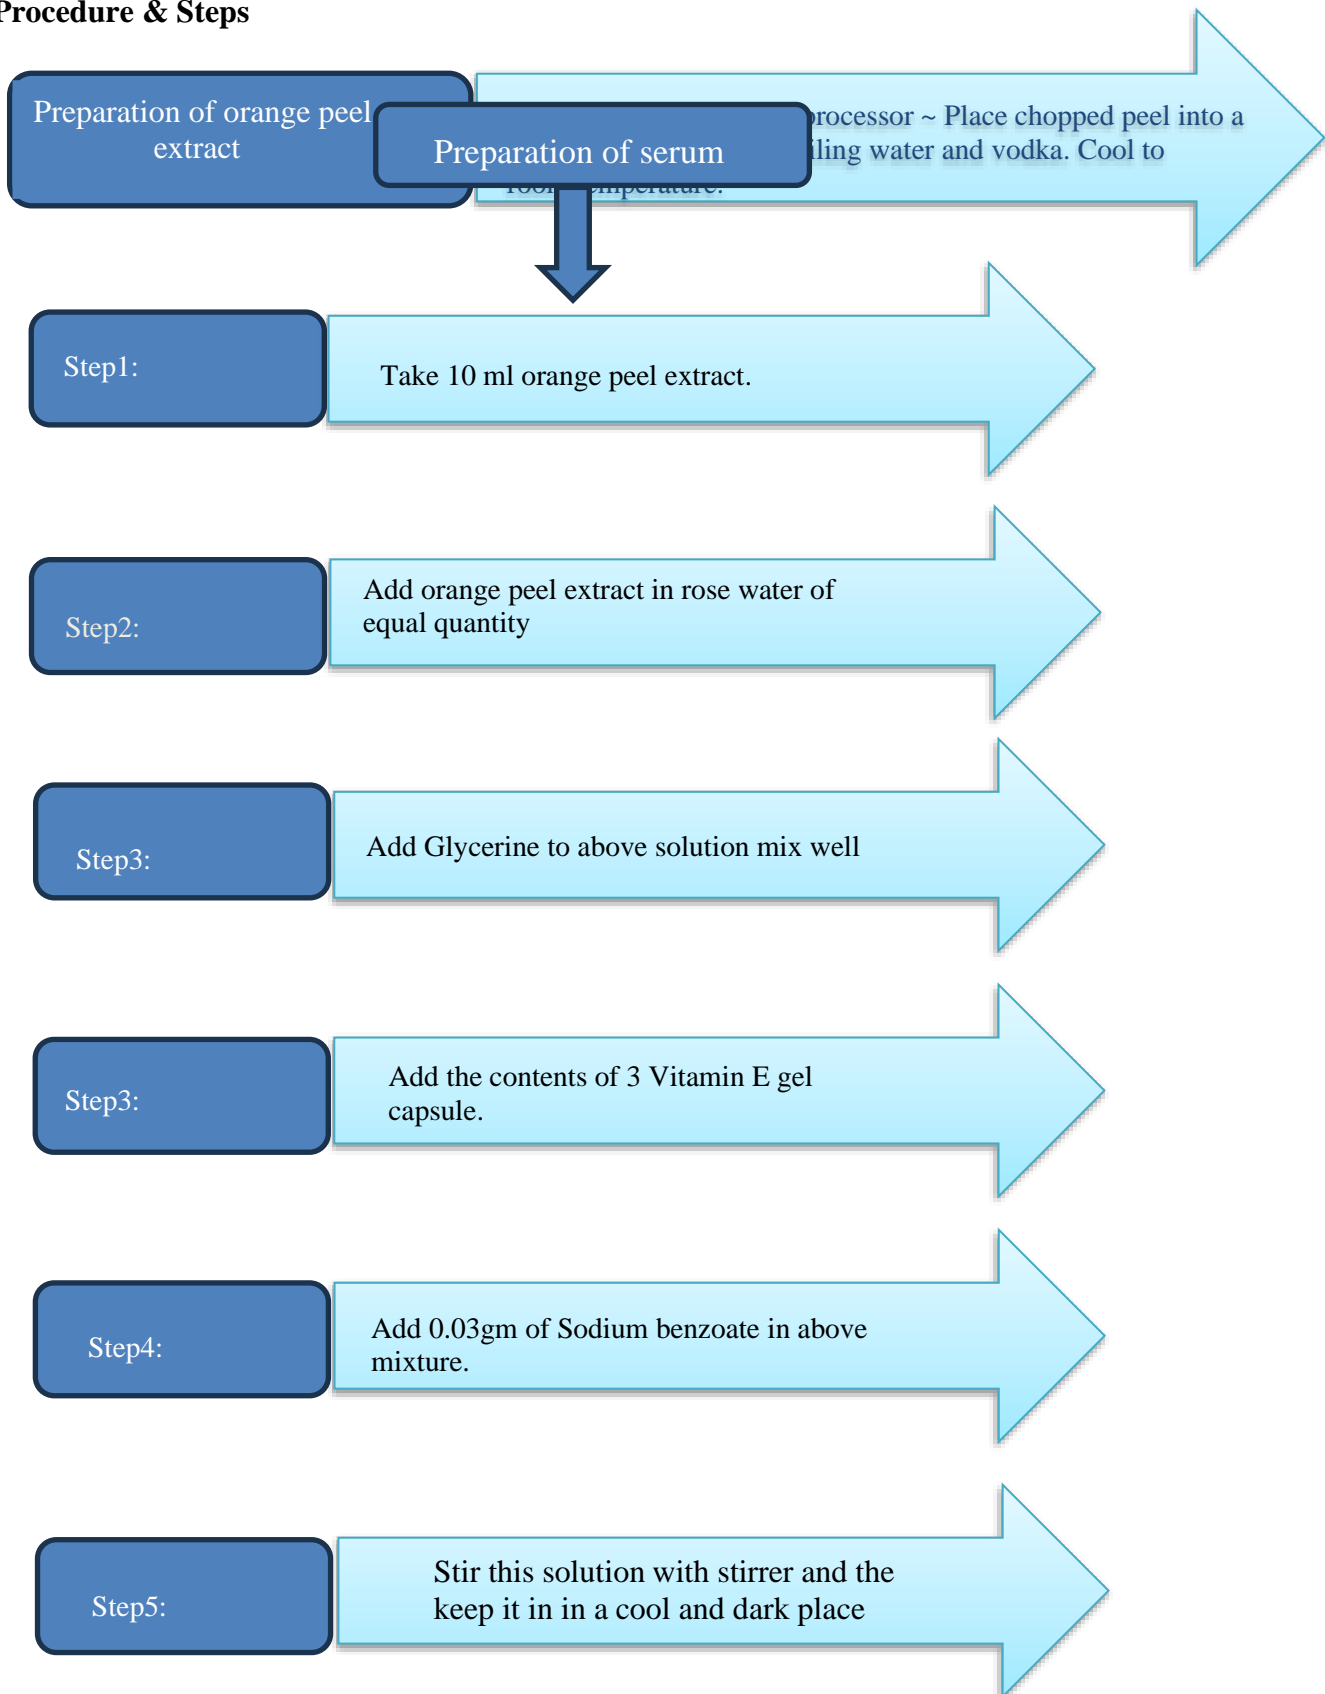 Procedure & Steps
Preparation of orange peel
extract
processor ~ Place chopped peel into a
water and vodka. Cool to
Preparation of serum
Step1:
Take 10 ml orange peel extract.
Step2:
Add orange peel extract in rose water of
equal quantity
Step3:
Add Glycerine to above solution mix well
Step3:
Add the contents of 3 Vitamin E gel
capsule.
Step4:
Add 0.03gm of Sodium benzoate in above
mixture.
Step5:
Stir this solution with stirrer and the
keep it in in a cool and dark place